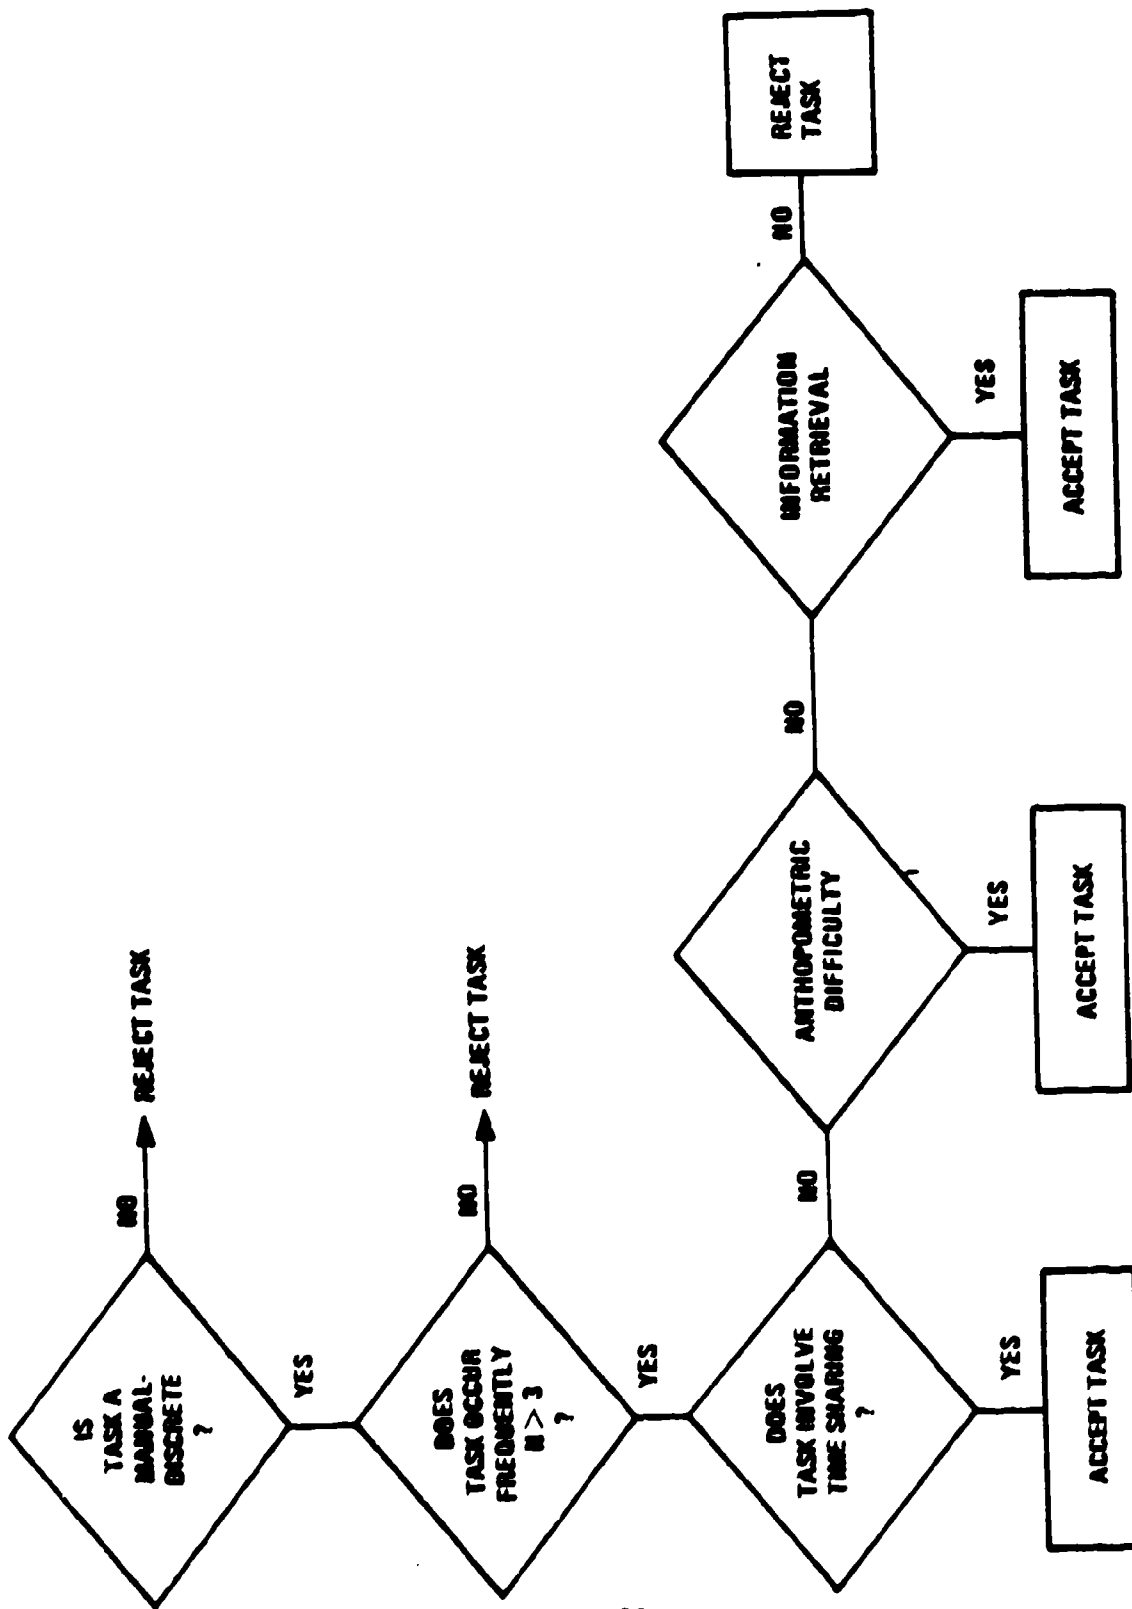 IS
TASK A
MANUAL-
DISCRETE
?
NO
REJECT TASK
YES
DOES
TASK OCCUR
FREQUENTLY
N > 3
?
NO
REJECT TASK
YES
DOES
TASK INVOLVE
TIME SHARING
?
NO
ANTHOPOMETRIC
DIFFICULTY
NO
INFORMATION
RETRIEVAL
NO
REJECT
TASK
YES
ACCEPT TASK
YES
ACCEPT TASK
YES
ACCEPT TASK